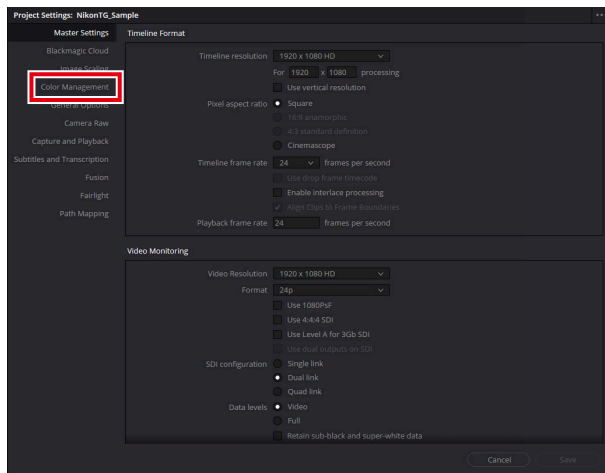 Project Settings: NikonTG_Sample
Master Settings
Blackmagic Cloud
Image Scaling
Color Management
General Options
Camera Raw
Capture and Playback
Subtitles and Transcription
Fusion
Fairlight
Path Mapping
Timeline Format
Timeline resolution 1920 x 1080 HD
For 1920 x 1080 processing
Use vertical resolution
Pixel aspect ratio Square
16:9 anamorphic
4:3 standard definition
Cinemascope
Timeline frame rate 24 frames per second
Use drop frame timecode
Enable interlace processing
Align Clips to Frame Boundaries
Playback frame rate 24 frames per second
Video Monitoring
Video Resolution 1920 x 1080 HD
Format 24p
Use 1080PsF
Use 4:4:4 SDI
Use Level A for 3Gb SDI
Use dual outputs on SDI
SDI configuration Single link
Dual link
Quad link
Data levels Video
Full
Retain sub-black and super-white data
Cancel Save